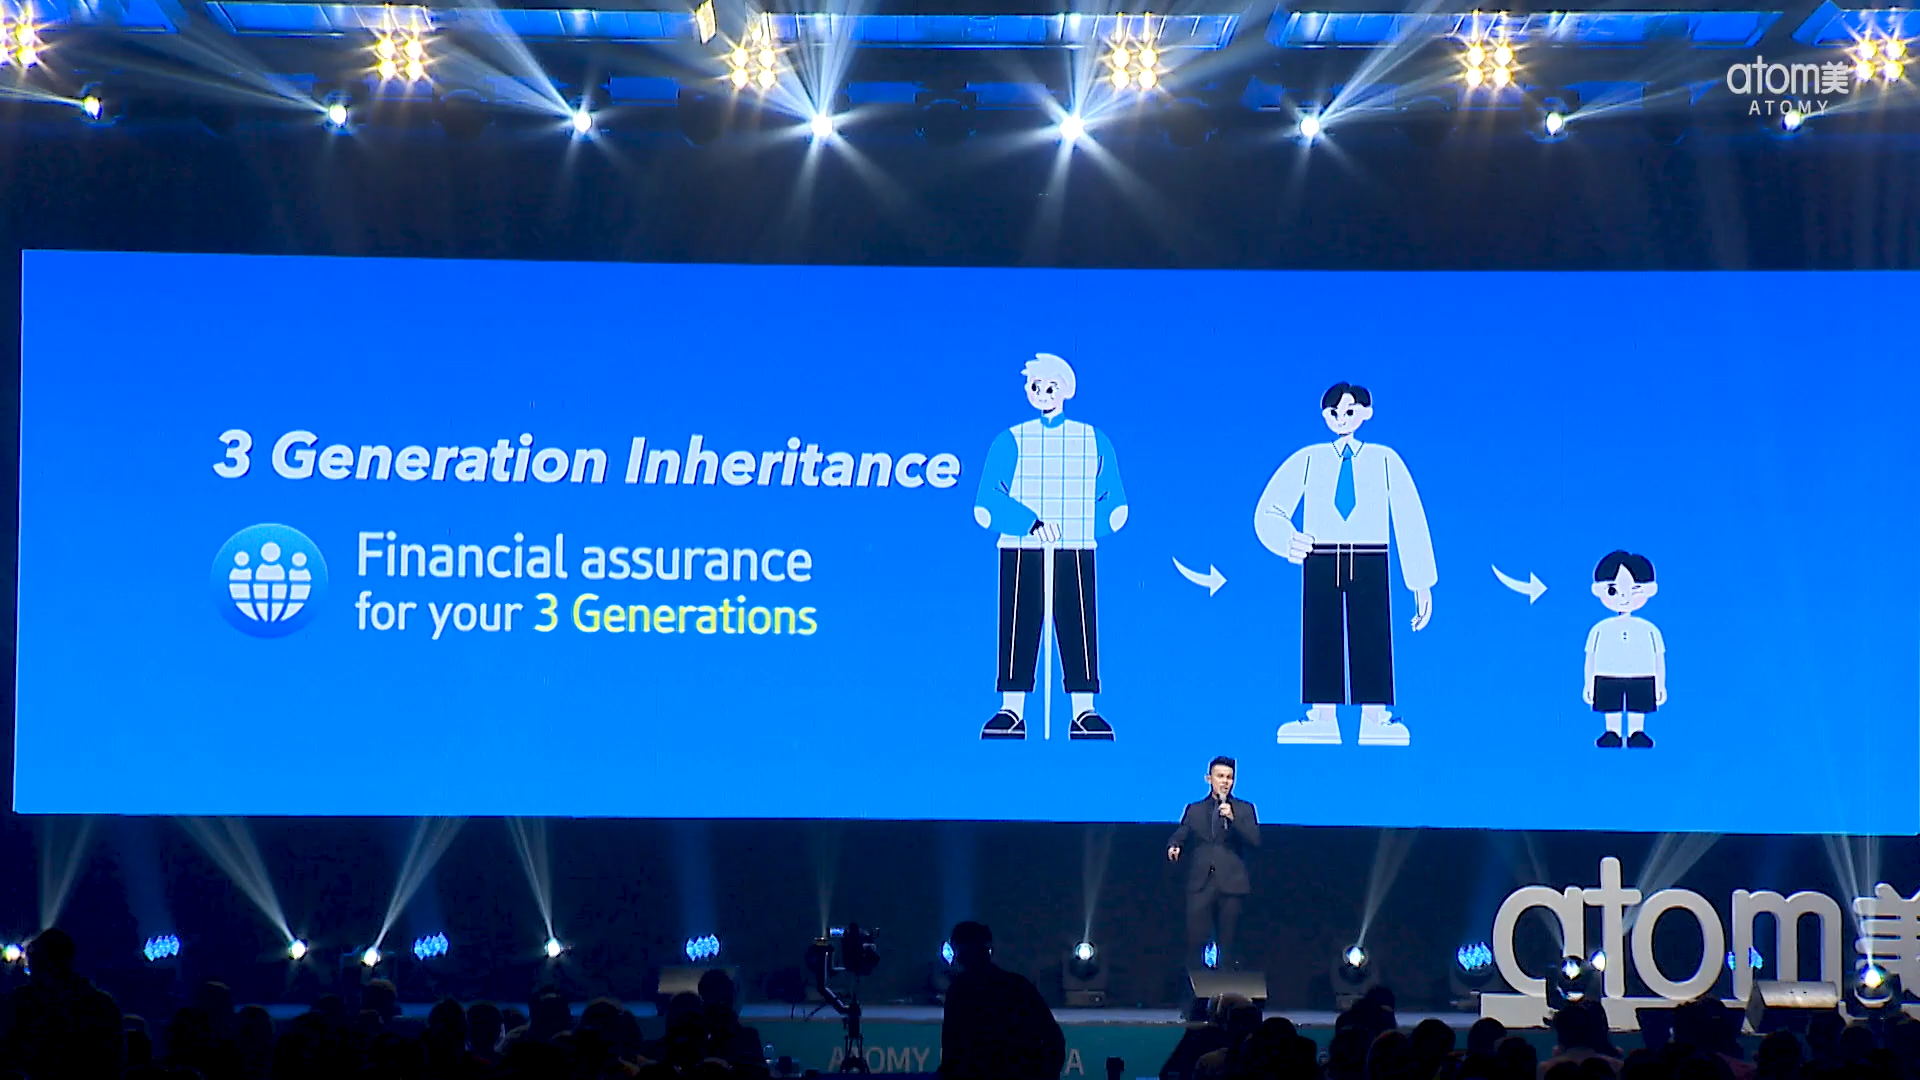 atom美
ATOMY
3 Generation Inheritance
Financial assurance
for your 3 Generations
atom美
ATOMY